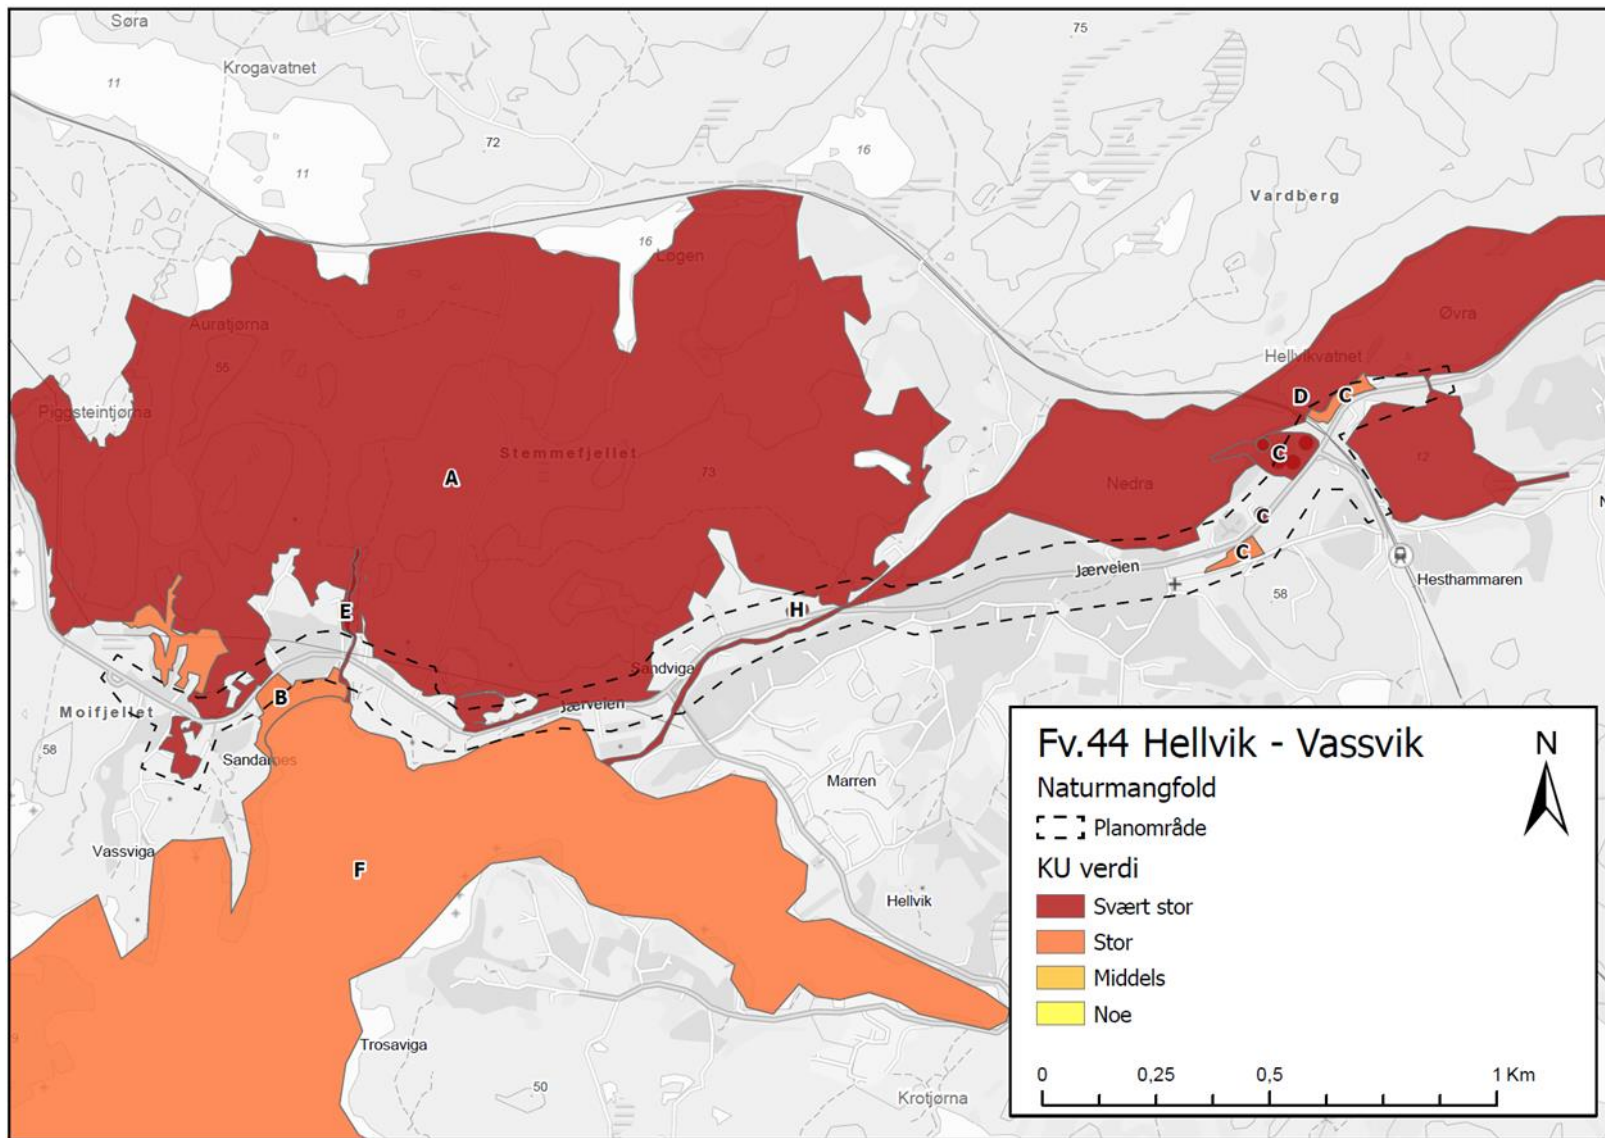 Søra
75
Krogavatnet
11
72
11
16
Vardberg
16
Løgen
Øvra
Auratjørna
55
Hellvikvatnet
D
C
Piggsteintjørna
Stemmefjellet
C
12
73
A
Nedra
N
C
C
Jærveien
Hesthammaren
58
E
H
Sandviga
B
Jærveien
Moifjellet
58
Sandarbes
Marren
Vassviga
F
Hellvik
Trosaviga
50
Krotjørna
Fv.44 Hellvik - Vassvik
N
Naturmangfold
Planområde
KU verdi
Svært stor
Stor
Middels
Noe
0 0,25 0,5 1 Km